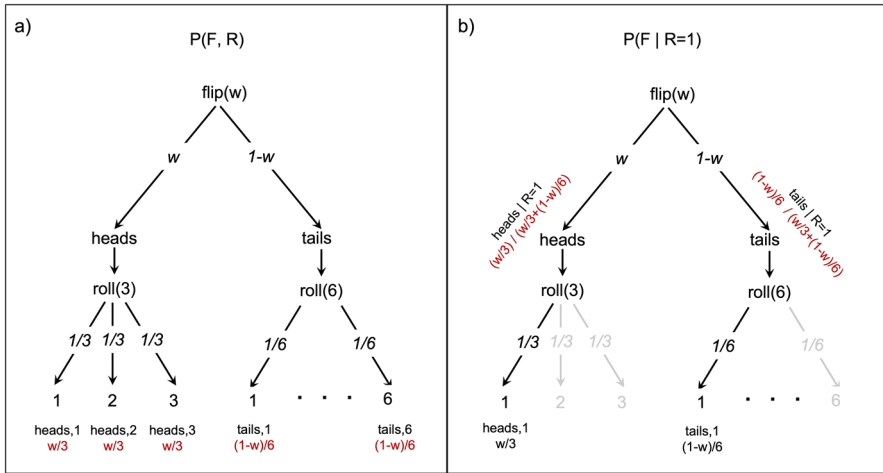 a)
P(F, R)
flip(w)
w
1-w
heads
tails
roll(3)
roll(6)
1/3
1/3
1/3
1/6
1/6
1
2
3
1
. . .
6
heads,1
heads,2
heads,3
tails,1
tails,6
w/3
w/3
w/3
(1-w)/6
(1-w)/6
b)
P(F | R=1)
flip(w)
w
1-w
heads | R=1
(w/3) / (w/3+(1-w)/6)
tails | R=1
(1-w)/6 / (w/3+(1-w)/6)
heads
tails
roll(3)
roll(6)
1/3
1/3
1/3
1/6
1/6
1
2
3
1
. . .
6
heads,1
w/3
tails,1
(1-w)/6